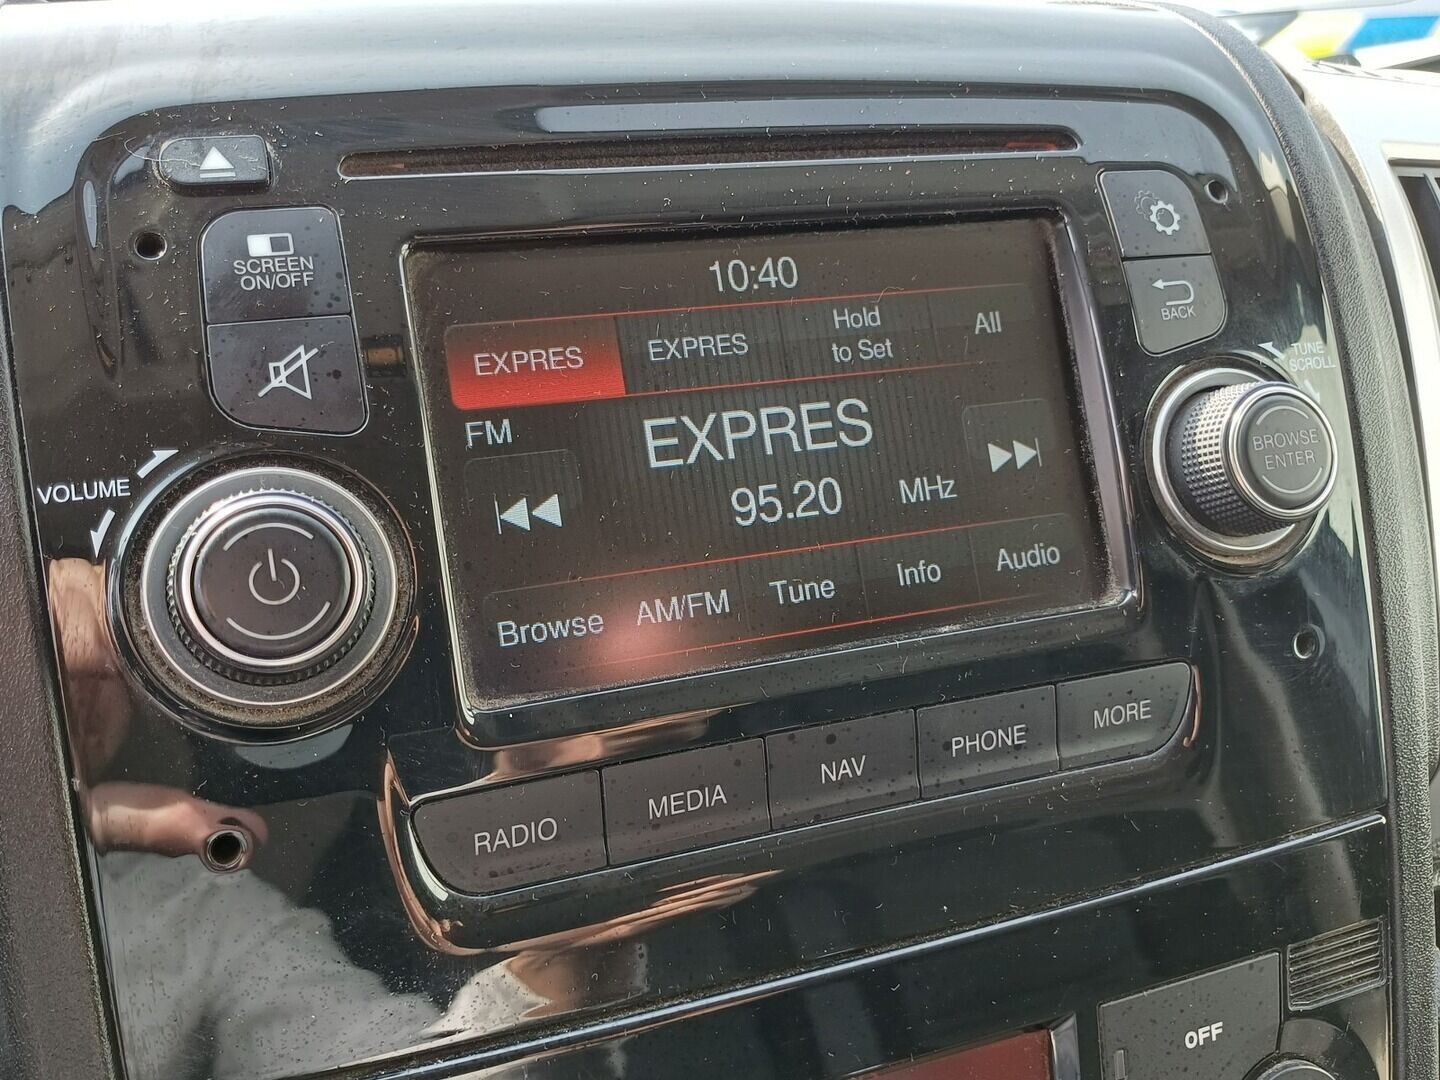 SCREEN
ON/OFF
VOLUME
10:40
EXPRES
EXPRES
Hold
to Set
All
FM
EXPRES
95.20 MHz
Browse
AM/FM
Tune
Info
Audio
BACK
TUNE
SCROLL
BROWSE
ENTER
RADIO
MEDIA
NAV
PHONE
MORE
OFF